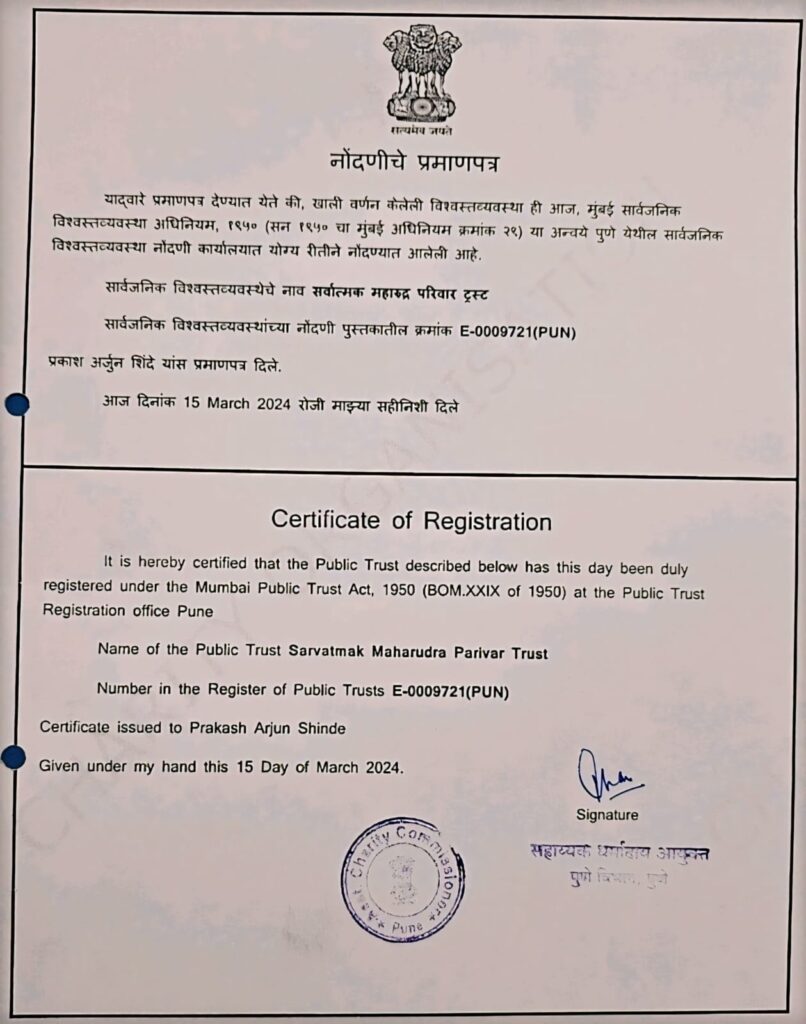 सत्यमेव जयते
नोंदणीचे प्रमाणपत्र
याद्वारे प्रमाणपत्र देण्यात येते की, खाली वर्णन केलेली विश्वस्तव्यवस्था ही आज, मुंबई सार्वजनिक
विश्वस्तव्यवस्था अधिनियम, १९५० (सन १९५० चा मुंबई अधिनियम क्रमांक २९) या अन्वये पुणे येथील सार्वजनिक
विश्वस्तव्यवस्था नोंदणी कार्यालयात योग्य रीतीने नोंदण्यात आलेली आहे.
सार्वजनिक विश्वस्तव्यवस्थेचे नाव सर्वात्मक महारुद्र परिवार ट्रस्ट
सार्वजनिक विश्वस्तव्यवस्थांच्या नोंदणी पुस्तकातील क्रमांक E-0009721(PUN)
प्रकाश अर्जुन शिंदे यांस प्रमाणपत्र दिले.
आज दिनांक 15 March 2024 रोजी माझ्या सहीनिशी दिले
Certificate of Registration
It is hereby certified that the Public Trust described below has this day been duly
registered under the Mumbai Public Trust Act, 1950 (BOM.XXIX of 1950) at the Public Trust
Registration office Pune
Name of the Public Trust Sarvatmak Maharudra Parivar Trust
Number in the Register of Public Trusts E-0009721(PUN)
Certificate issued to Prakash Arjun Shinde
Given under my hand this 15 Day of March 2024.
Signature
सहाय्यक धर्मादाय आयुक्त
पुणे विभाग, पुणे
Asst. Charity Commissioner
Pune
CHARITY ORGANISATION